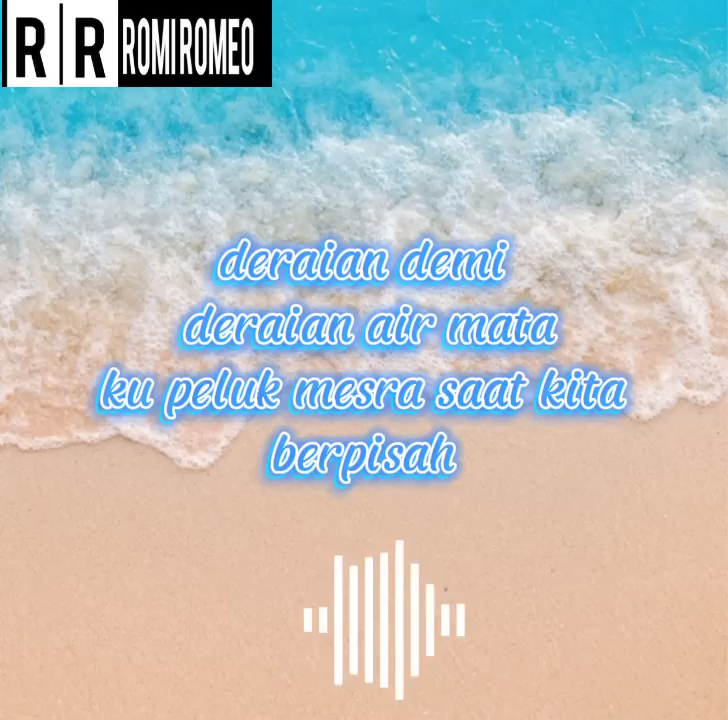 R|R ROMI ROMEO
deraian demi
deraian air mata
ku peluk mesra saat kita
berpisah